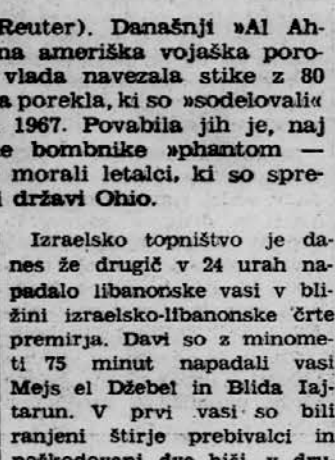 Reuter). Današnji »Al Ah-
na ameriška vojaška poro-
vlada navezala stike z 80
a porekla, ki so »sodelovali«
1967. Povabila jih je, naj
e bombnike »phantom —
morali letalci, ki so spre-
i državi Ohio.
Izraelsko topništvo je da-
nes že drugič v 24 urah na-
padalo libanonske vasi v bli-
žini izraelsko-libanonske črte
premirja. Davi so z minome-
ti 75 minut napadali vasi
Mejs el Džebel in Blida Iaj-
tarun. V prvi vasi so bili
ranjeni štirje prebivalci in